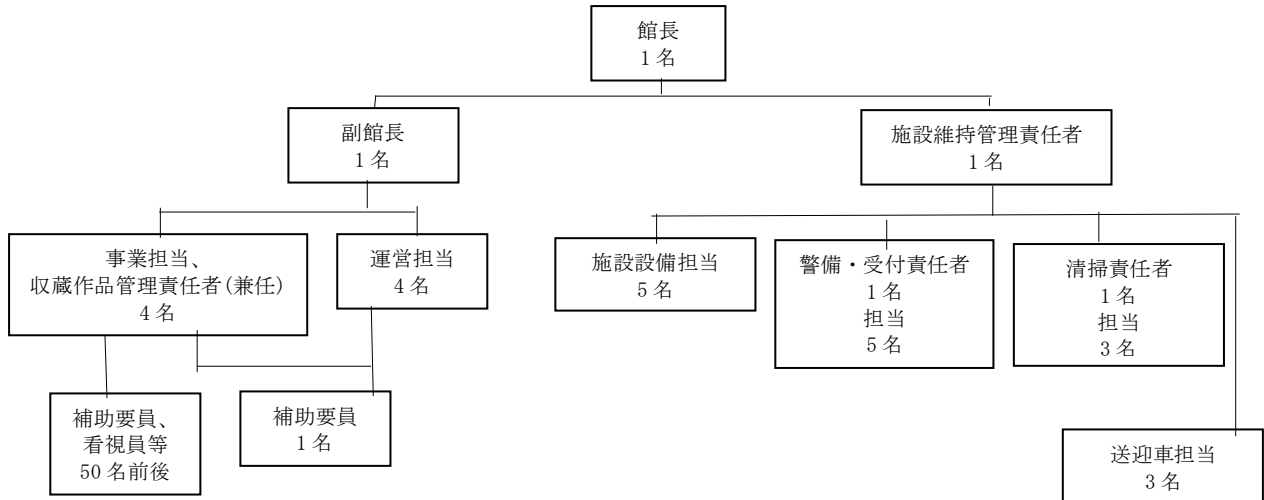 館長
1名
副館長
1名
施設維持管理責任者
1名
事業担当、
収蔵作品管理責任者(兼任)
4名
運営担当
4名
施設設備担当
5名
警備・受付責任者
1名
担当
5名
清掃責任者
1名
担当
3名
補助要員、
看視員等
50名前後
補助要員
1名
送迎車担当
3名